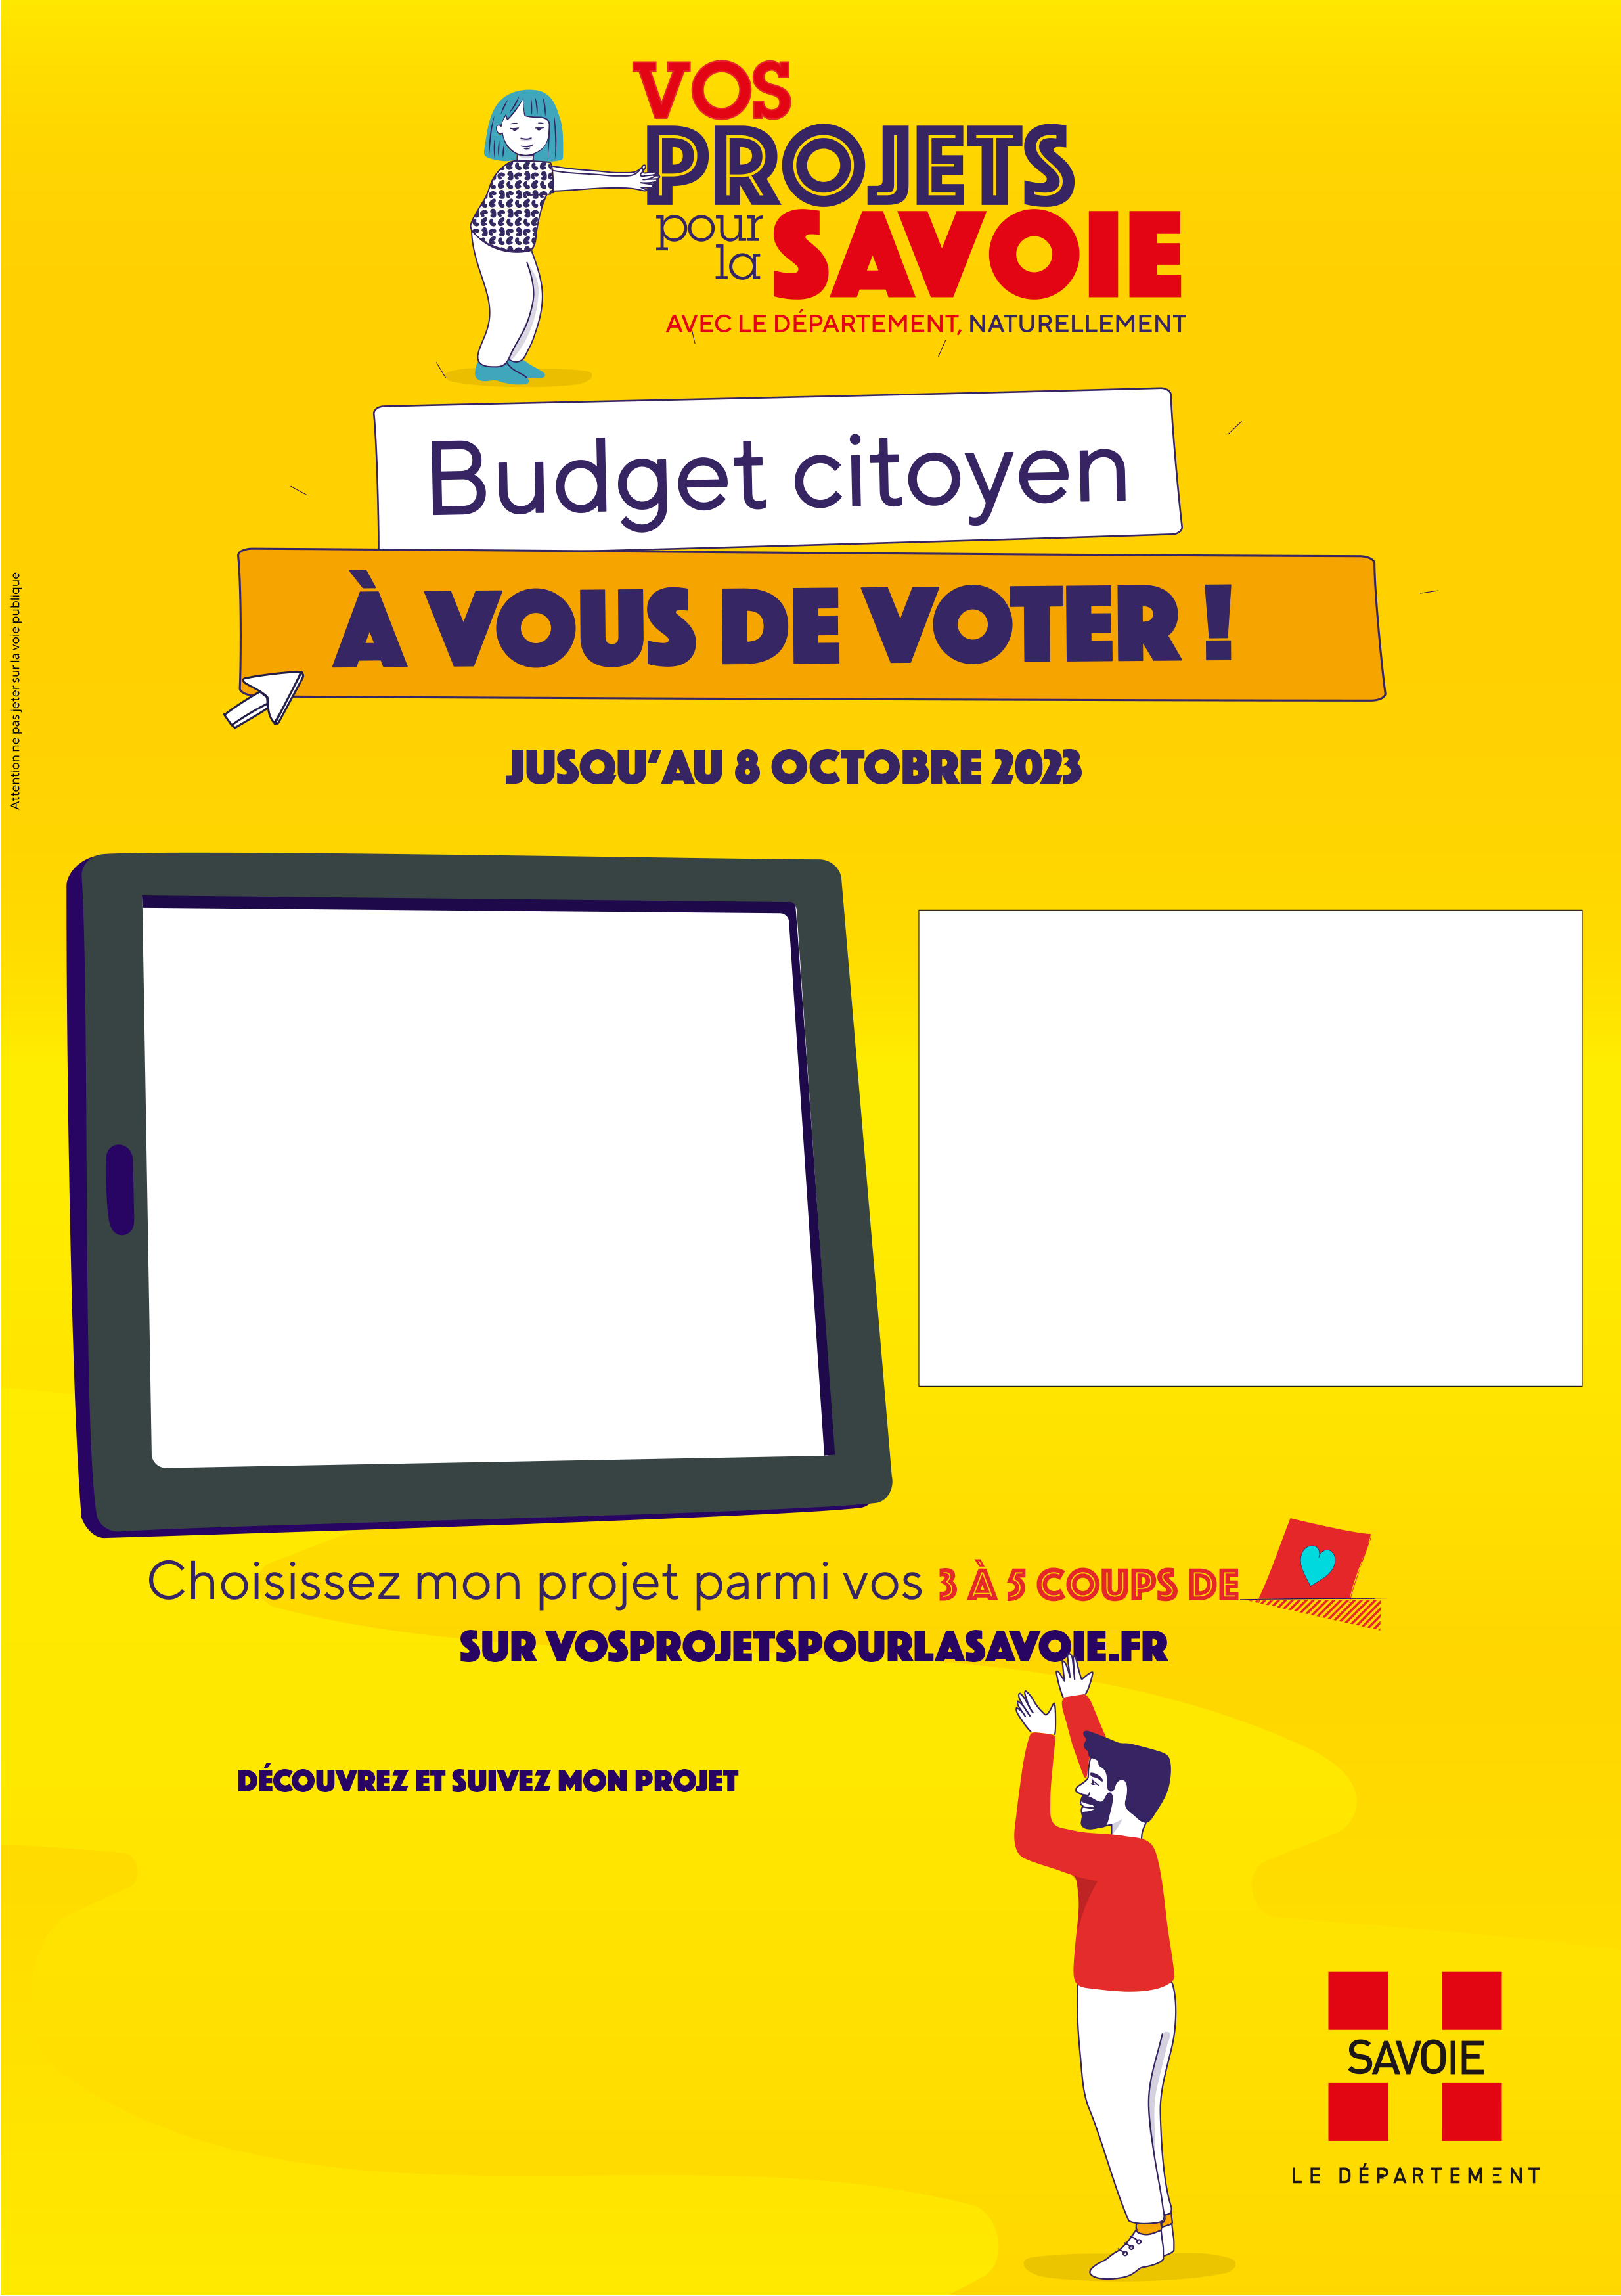 VOS
PROJETS
pour
la
SAVOIE
AVEC LE DÉPARTEMENT, NATURELLEMENT
Budget citoyen
À VOUS DE VOTER !
Attention ne pas jeter sur la voie publique
JUSQU'AU 8 OCTOBRE 2023
Choisissez mon projet parmi vos 3 À 5 COUPS DE
SUR VOSPROJETSPOURLASAVOIE.FR
DÉCOUVREZ ET SUIVEZ MON PROJET
SAVOIE
LE DÉPARTEMENT